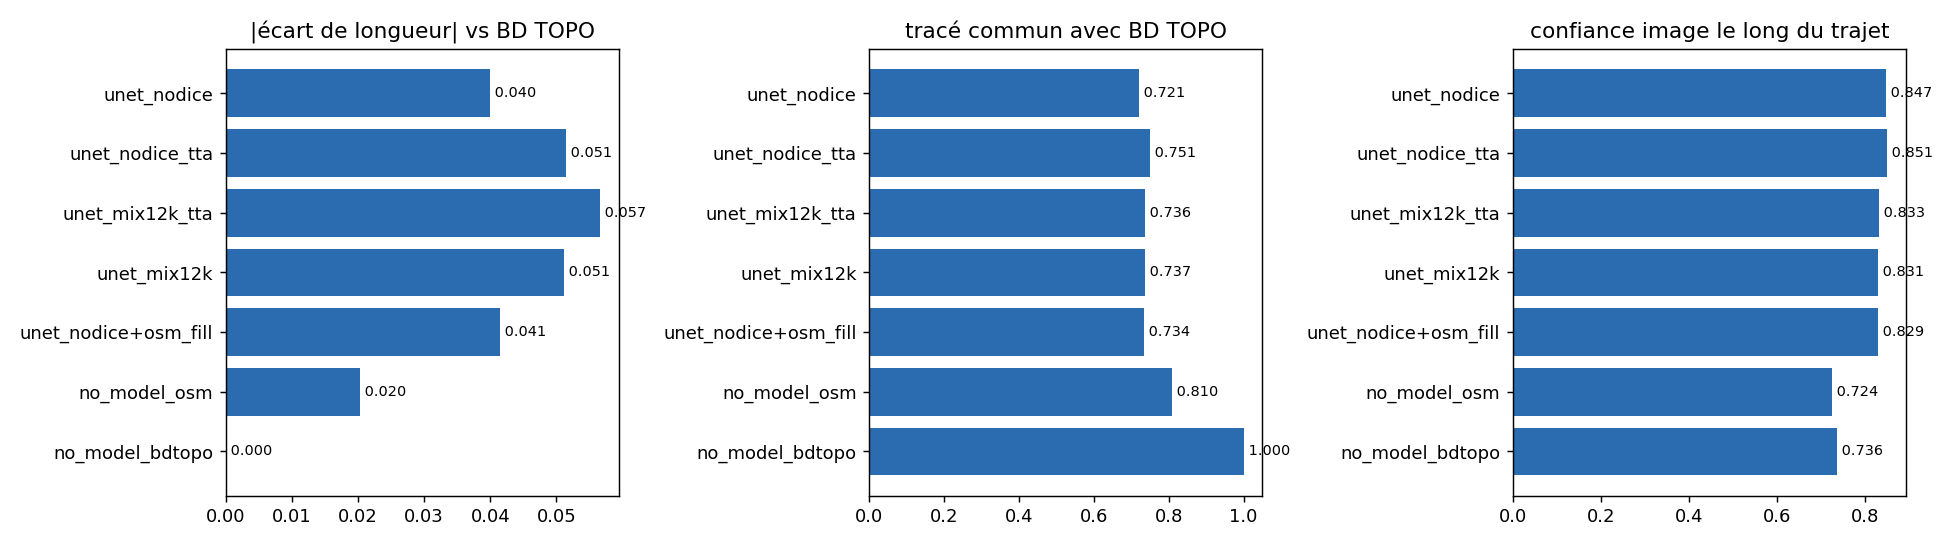 |écart de longueur| vs BD TOPO
unet_nodice
0.040
unet_nodice_tta
0.051
unet_mix12k_tta
0.057
unet_mix12k
0.051
unet_nodice+osm_fill
0.041
no_model_osm
0.020
no_model_bdtopo
0.000
0.00 0.01 0.02 0.03 0.04 0.05
tracé commun avec BD TOPO
unet_nodice
0.721
unet_nodice_tta
0.751
unet_mix12k_tta
0.736
unet_mix12k
0.737
unet_nodice+osm_fill
0.734
no_model_osm
0.810
no_model_bdtopo
1.000
0.0 0.2 0.4 0.6 0.8 1.0
confiance image le long du trajet
unet_nodice
0.847
unet_nodice_tta
0.851
unet_mix12k_tta
0.833
unet_mix12k
0.831
unet_nodice+osm_fill
0.829
no_model_osm
0.724
no_model_bdtopo
0.736
0.0 0.2 0.4 0.6 0.8